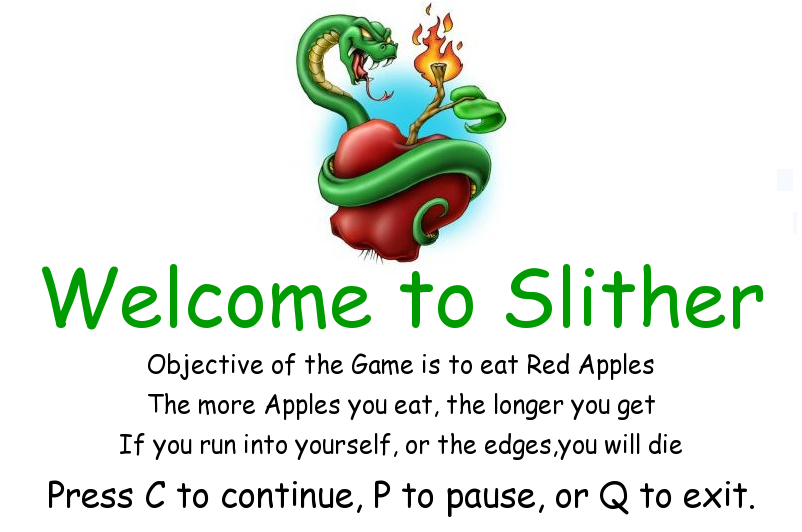 Welcome to Slither
Objective of the Game is to eat Red Apples
The more Apples you eat, the longer you get
If you run into yourself, or the edges,you will die
Press C to continue, P to pause, or Q to exit.